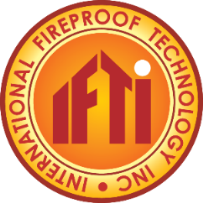 INTERNATIONAL FIREPROOF TECHNOLOGY INC •
IFTi